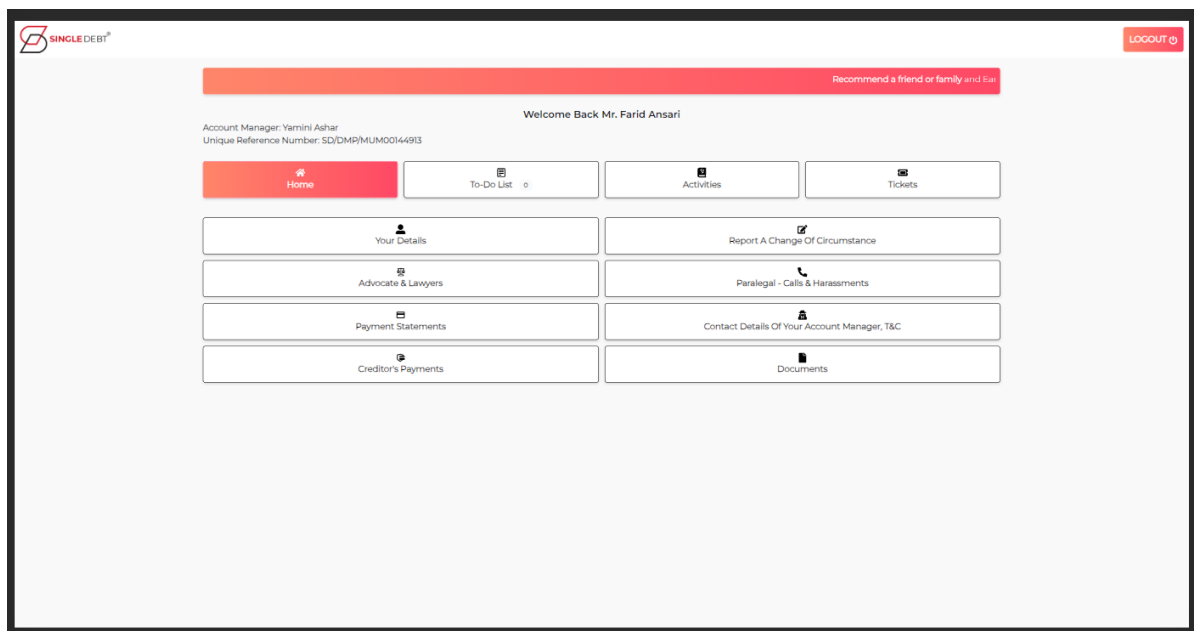 SINGLE DEBT®
LOGOUT
Recommend a friend or family and Ear
Welcome Back Mr. Farid Ansari
Account Manager: Yamini Ashar
Unique Reference Number: SD/DMP/MUM00144913
Home
To-Do List 0
Activities
Tickets
Your Details
Report A Change Of Circumstance
Advocate & Lawyers
Paralegal - Calls & Harassments
Payment Statements
Contact Details Of Your Account Manager, T&C
Creditor's Payments
Documents